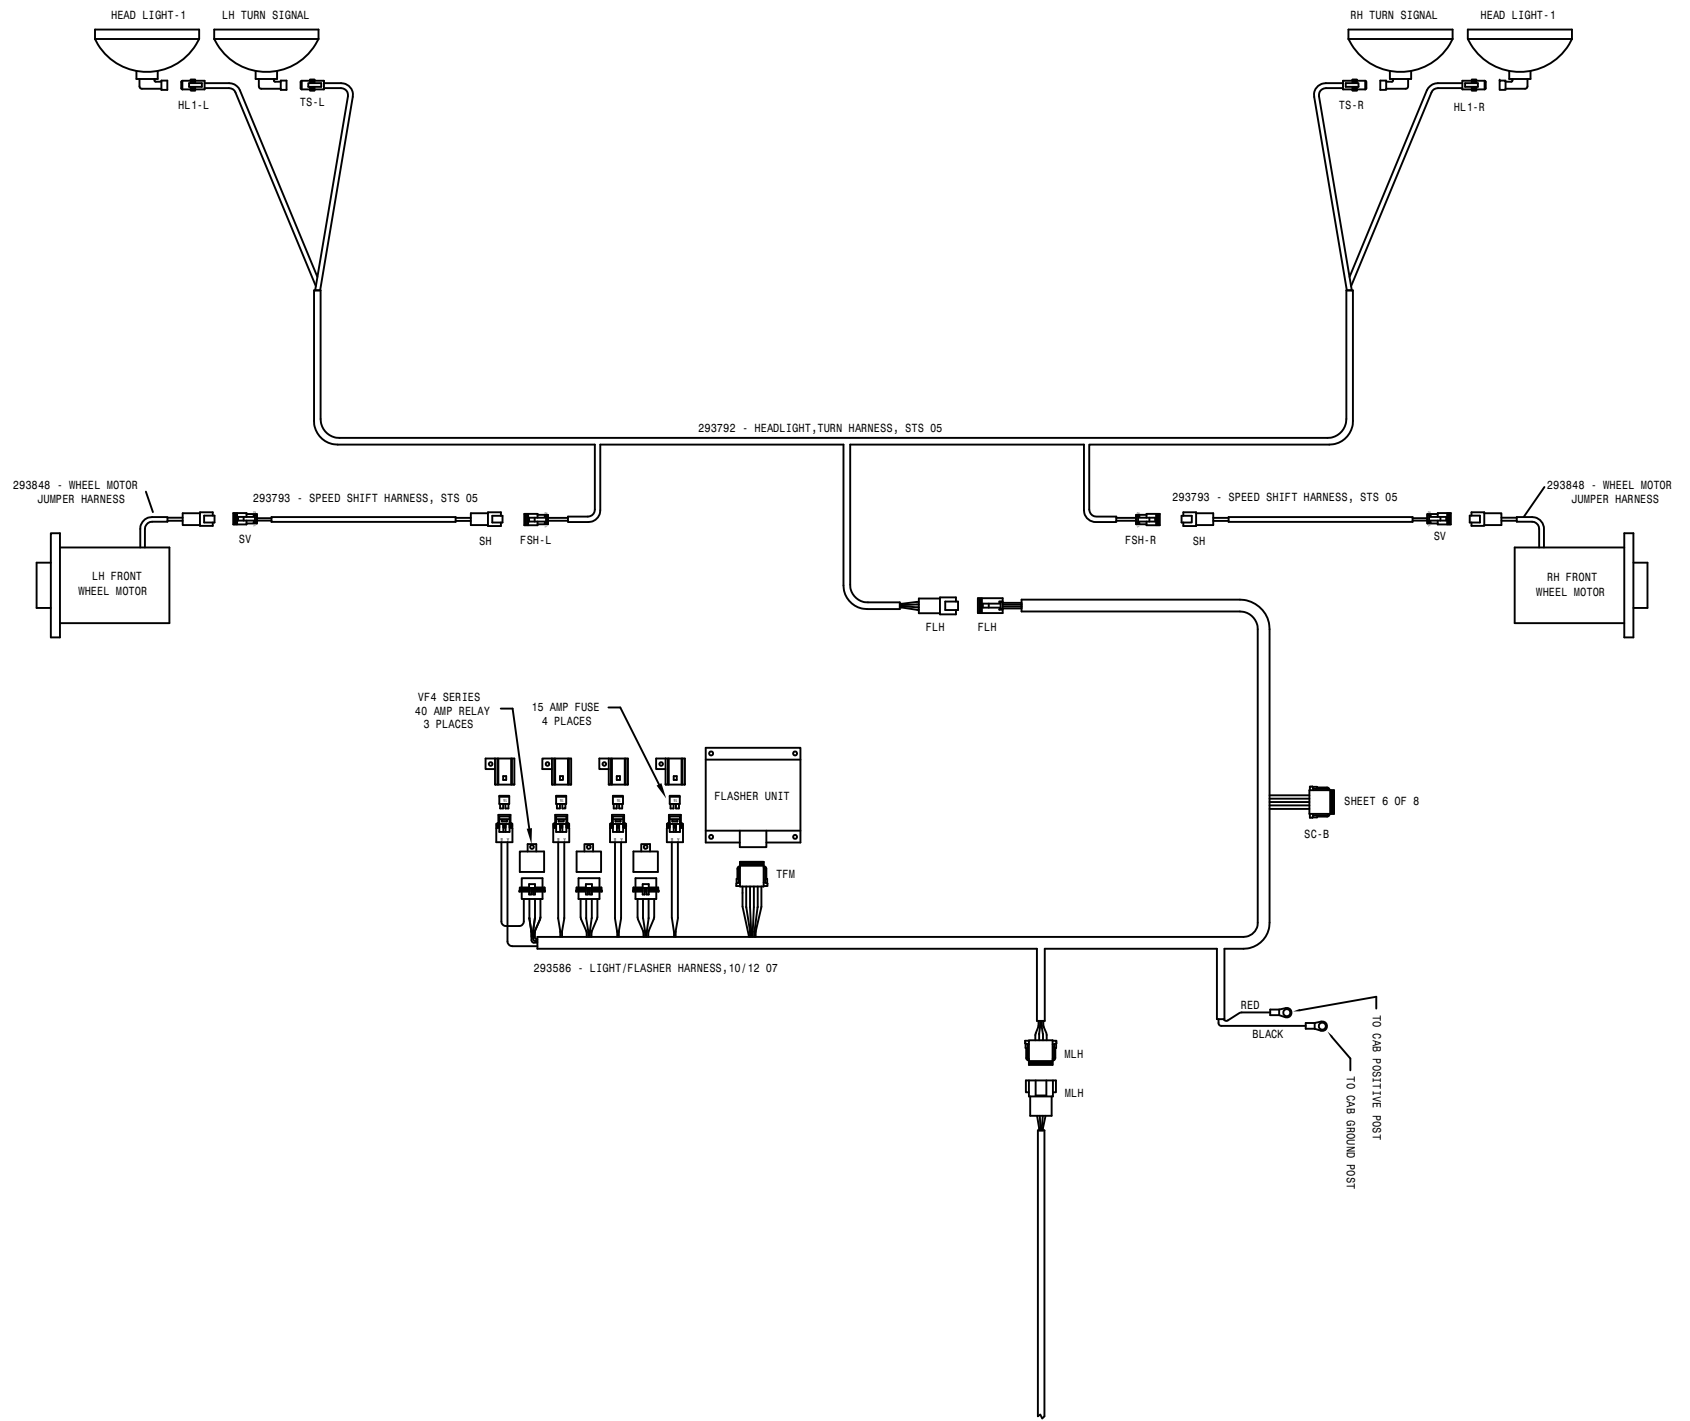 HEAD LIGHT-1
LH TURN SIGNAL
RH TURN SIGNAL
HEAD LIGHT-1
HL1-L
TS-L
TS-R
HL1-R
293792 - HEADLIGHT,TURN HARNESS, STS 05
293848 - WHEEL MOTOR
JUMPER HARNESS
293793 - SPEED SHIFT HARNESS, STS 05
293793 - SPEED SHIFT HARNESS, STS 05
293848 - WHEEL MOTOR
JUMPER HARNESS
SV
SH
FSH-L
FSH-R
SH
SV
LH FRONT
WHEEL MOTOR
RH FRONT
WHEEL MOTOR
FLH
FLH
VF4 SERIES
40 AMP RELAY
3 PLACES
15 AMP FUSE
4 PLACES
FLASHER UNIT
SHEET 6 OF 8
SC-B
TFM
293586 - LIGHT/FLASHER HARNESS,10/12 07
RED
BLACK
TO CAB POSITIVE POST
TO CAB GROUND POST
MLH
MLH